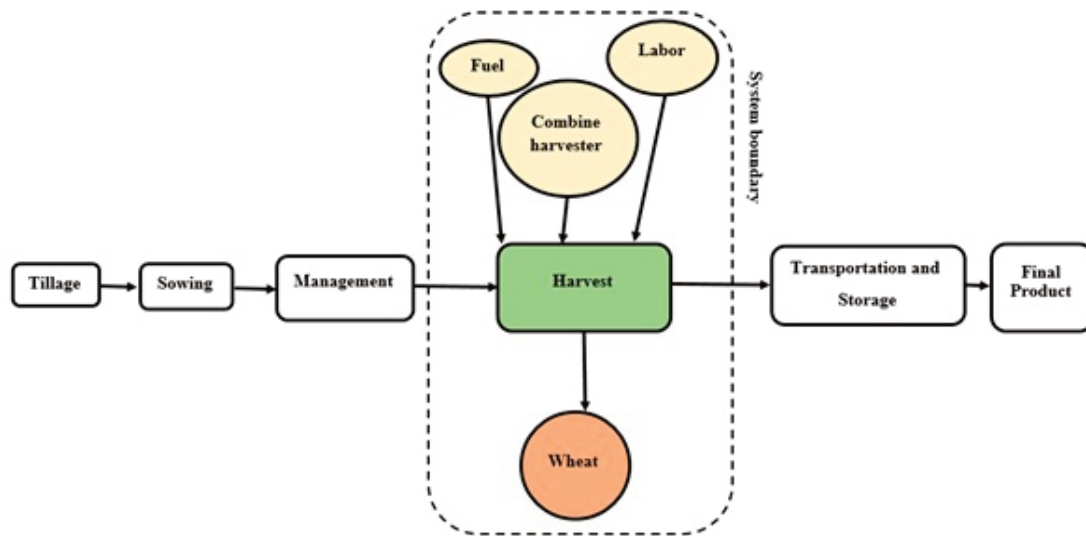 Fuel
Labor
Combine
harvester
System boundary
Tillage
Sowing
Management
Harvest
Transportation and
Storage
Final
Product
Wheat